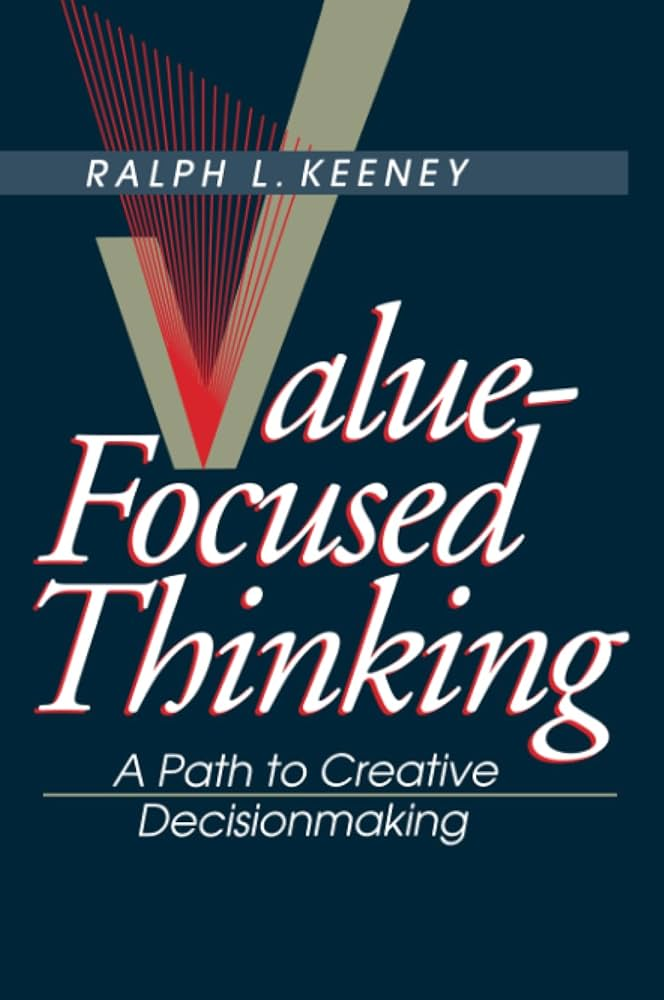 RALPH L. KEENEY
Value-
Focused
Thinking
A Path to Creative
Decisionmaking